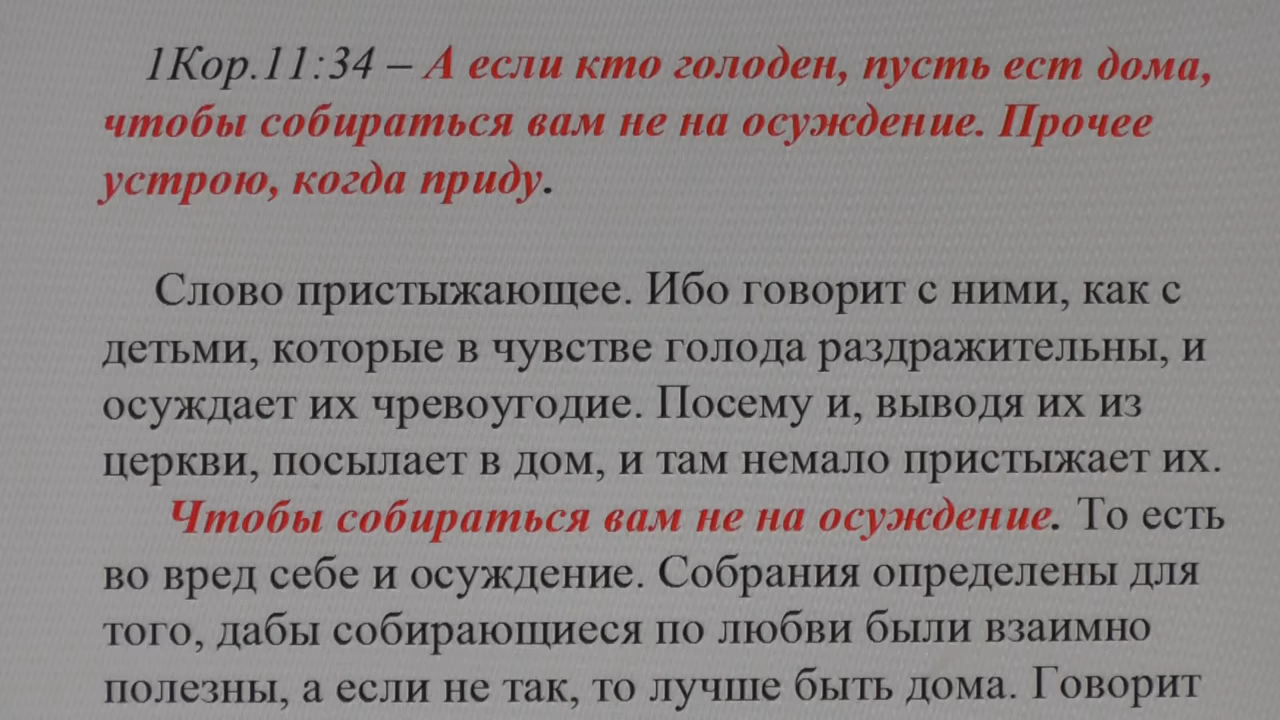 1Кор.11:34 – А если кто голоден, пусть ест дома,
чтобы собираться вам не на осуждение. Прочее
устрою, когда приду.
Слово пристыжающее. Ибо говорит с ними, как с
детьми, которые в чувстве голода раздражительны, и
осуждает их чревоугодие. Посему и, выводя их из
церкви, посылает в дом, и там немало пристыжает их.
Чтобы собираться вам не на осуждение. То есть
во вред себе и осуждение. Собрания определены для
того, дабы собирающиеся по любви были взаимно
полезны, а если не так, то лучше быть дома. Говорит